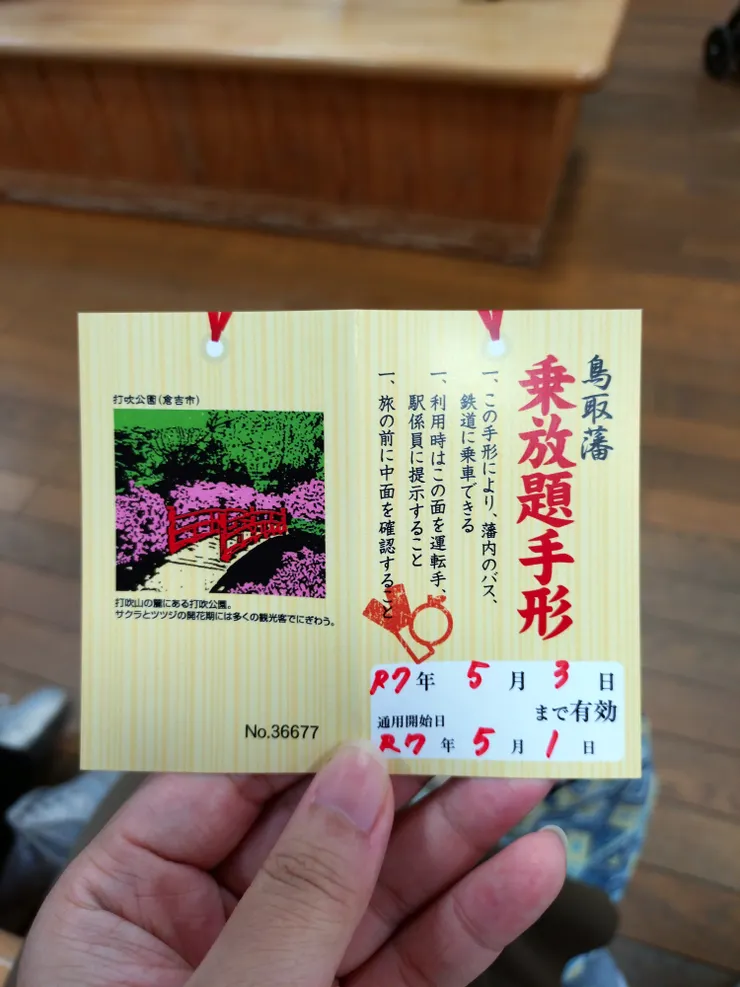 鳥取藩
乗放題手形
一、この手形により、藩内のバス、
鉄道に乗車できる
一、利用時はこの面を運転手、
駅係員に提示すること
一、旅の前に中面を確認すること
R7年 5月 3日
まで有効
通用開始日
R7年 5月 1日
打吹公園(倉吉市)
打吹山の麓にある打吹公園。
サクラとツツジの開花期には多くの観光客でにぎわう。
No.36677